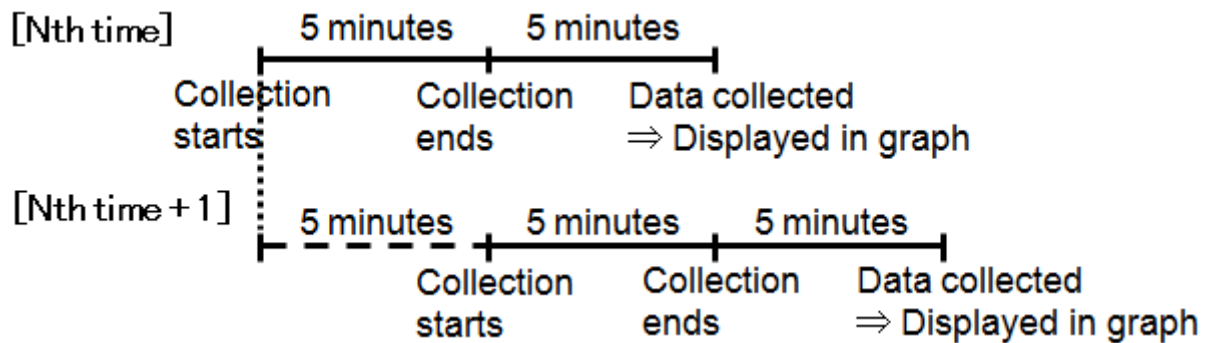 [Nth time]
5 minutes 5 minutes
Collection starts
Collection ends
Data collected
⇒ Displayed in graph
[Nth time + 1]
5 minutes 5 minutes 5 minutes
Collection starts
Collection ends
Data collected
⇒ Displayed in graph